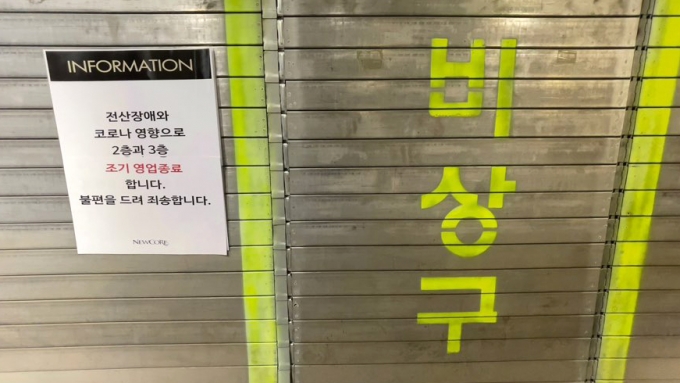 INFORMATION
전산장애와
코로나 영향으로
2층과 3층
조기 영업종료
합니다.
불편을 드려 죄송합니다.
NEWCORE
비상구